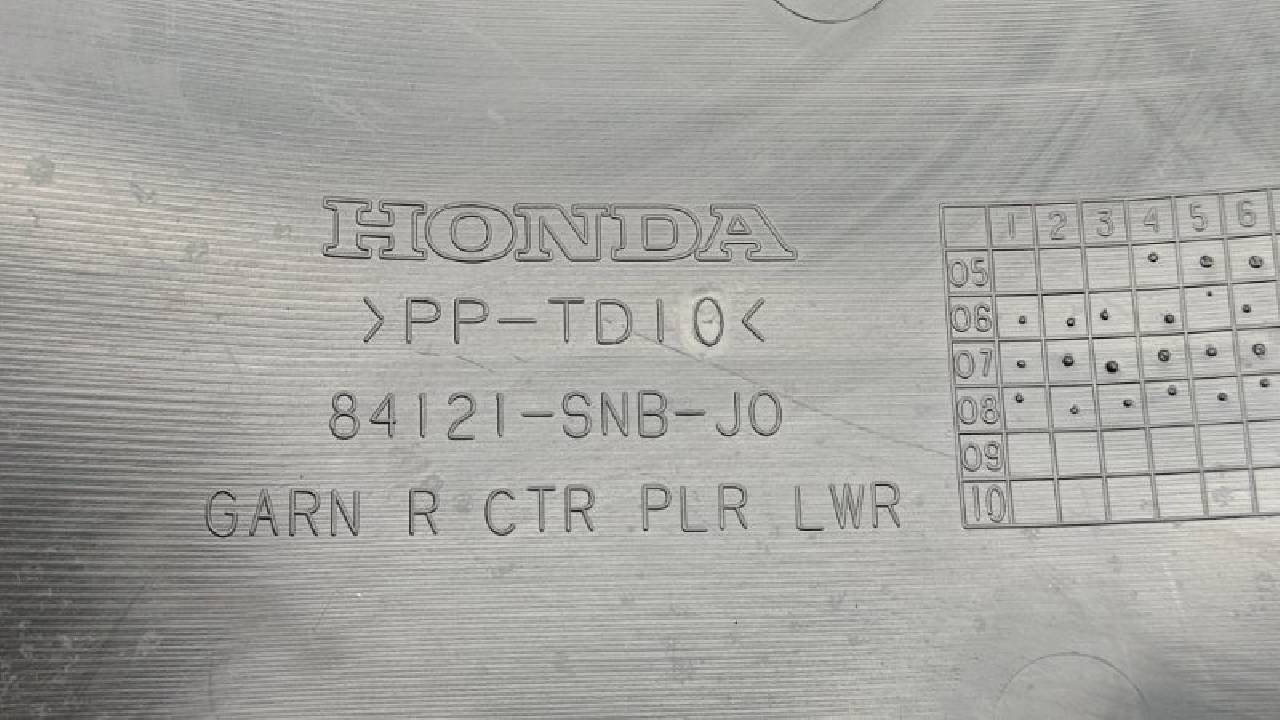 HONDA
>PP-TD10<
84121-SNB-J0
GARN R CTR PLR LWR
1 2 3 4 5 6
05
06
07
08
09
10